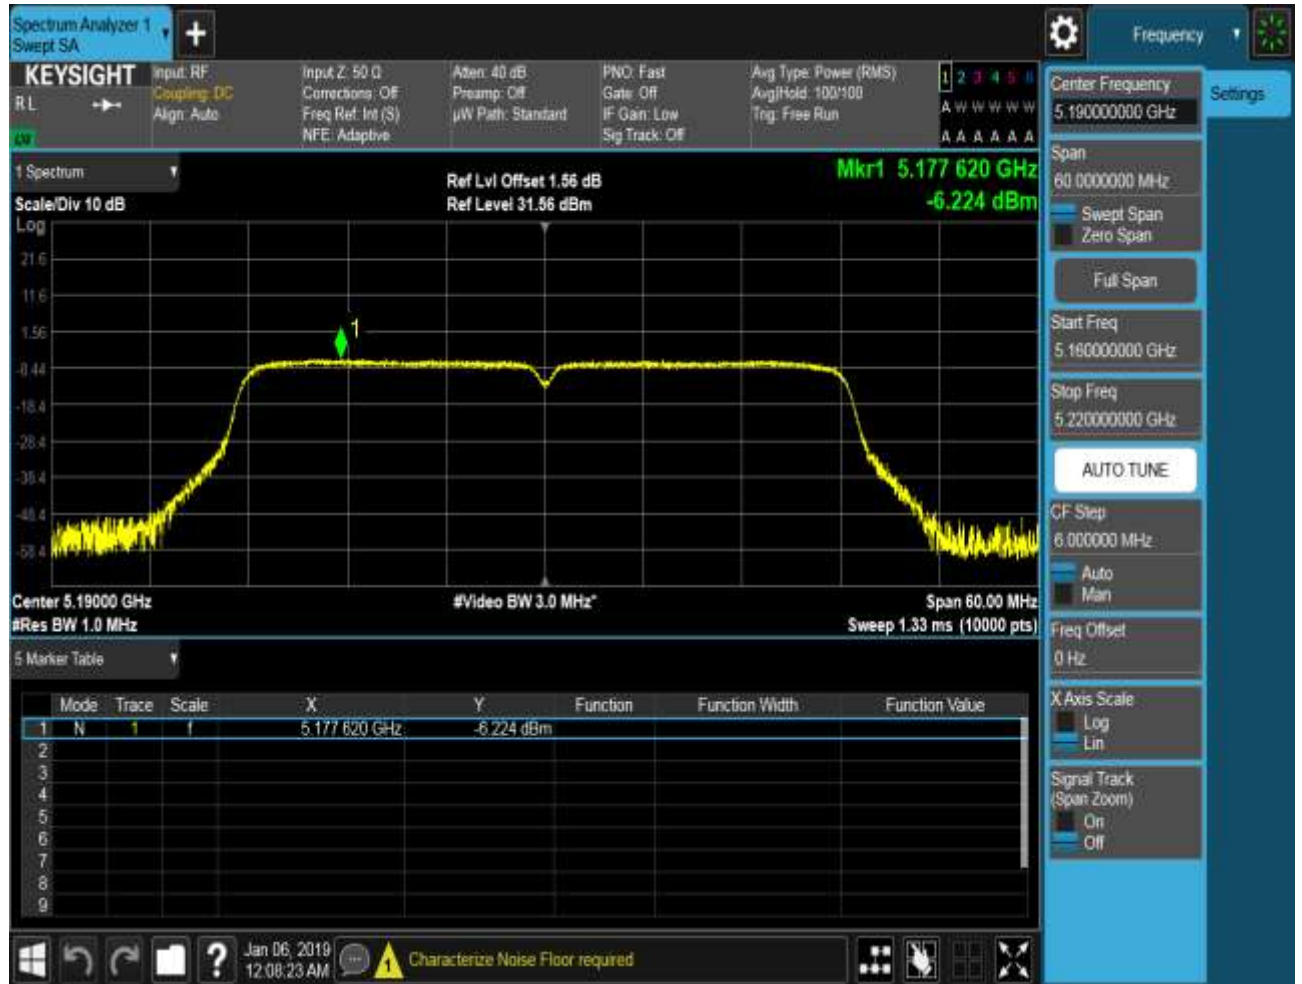 Spectrum Analyzer 1
Swept SA
+
Frequency
KEYSIGHT
RL
Input: RF
Coupling: DC
Align: Auto
Input Z: 50 Ω
Corrections: Off
Freq Ref: Int (S)
NFE: Adaptive
Atten: 40 dB
Preamp: Off
µW Path: Standard
PNO: Fast
Gate: Off
IF Gain: Low
Sig Track: Off
Avg Type: Power (RMS)
Avg|Hold: 100/100
Trig: Free Run
1 2 3 4 5 6
A W W W W W
A A A A A A
1 Spectrum
Scale/Div 10 dB
Ref Lvl Offset 1.56 dB
Ref Level 31.56 dBm
Mkr1 5.177 620 GHz
-6.224 dBm
Log
21.6
11.6
1.56
-8.44
-18.4
-28.4
-38.4
-48.4
-58.4
1
Center 5.19000 GHz
#Res BW 1.0 MHz
#Video BW 3.0 MHz*
Span 60.00 MHz
Sweep 1.33 ms (10000 pts)
5 Marker Table
Mode Trace Scale X Y Function Function Width Function Value
1 N 1 f 5.177 620 GHz -6.224 dBm
2
3
4
5
6
7
8
9
Center Frequency
5.190000000 GHz
Settings
Span
60.0000000 MHz
Swept Span
Zero Span
Full Span
Start Freq
5.160000000 GHz
Stop Freq
5.220000000 GHz
AUTO TUNE
CF Step
6.000000 MHz
Auto
Man
Freq Offset
0 Hz
X Axis Scale
Log
Lin
Signal Track
(Span Zoom)
On
Off
?
Jan 06, 2019
12:08:23 AM
1
Characterize Noise Floor required